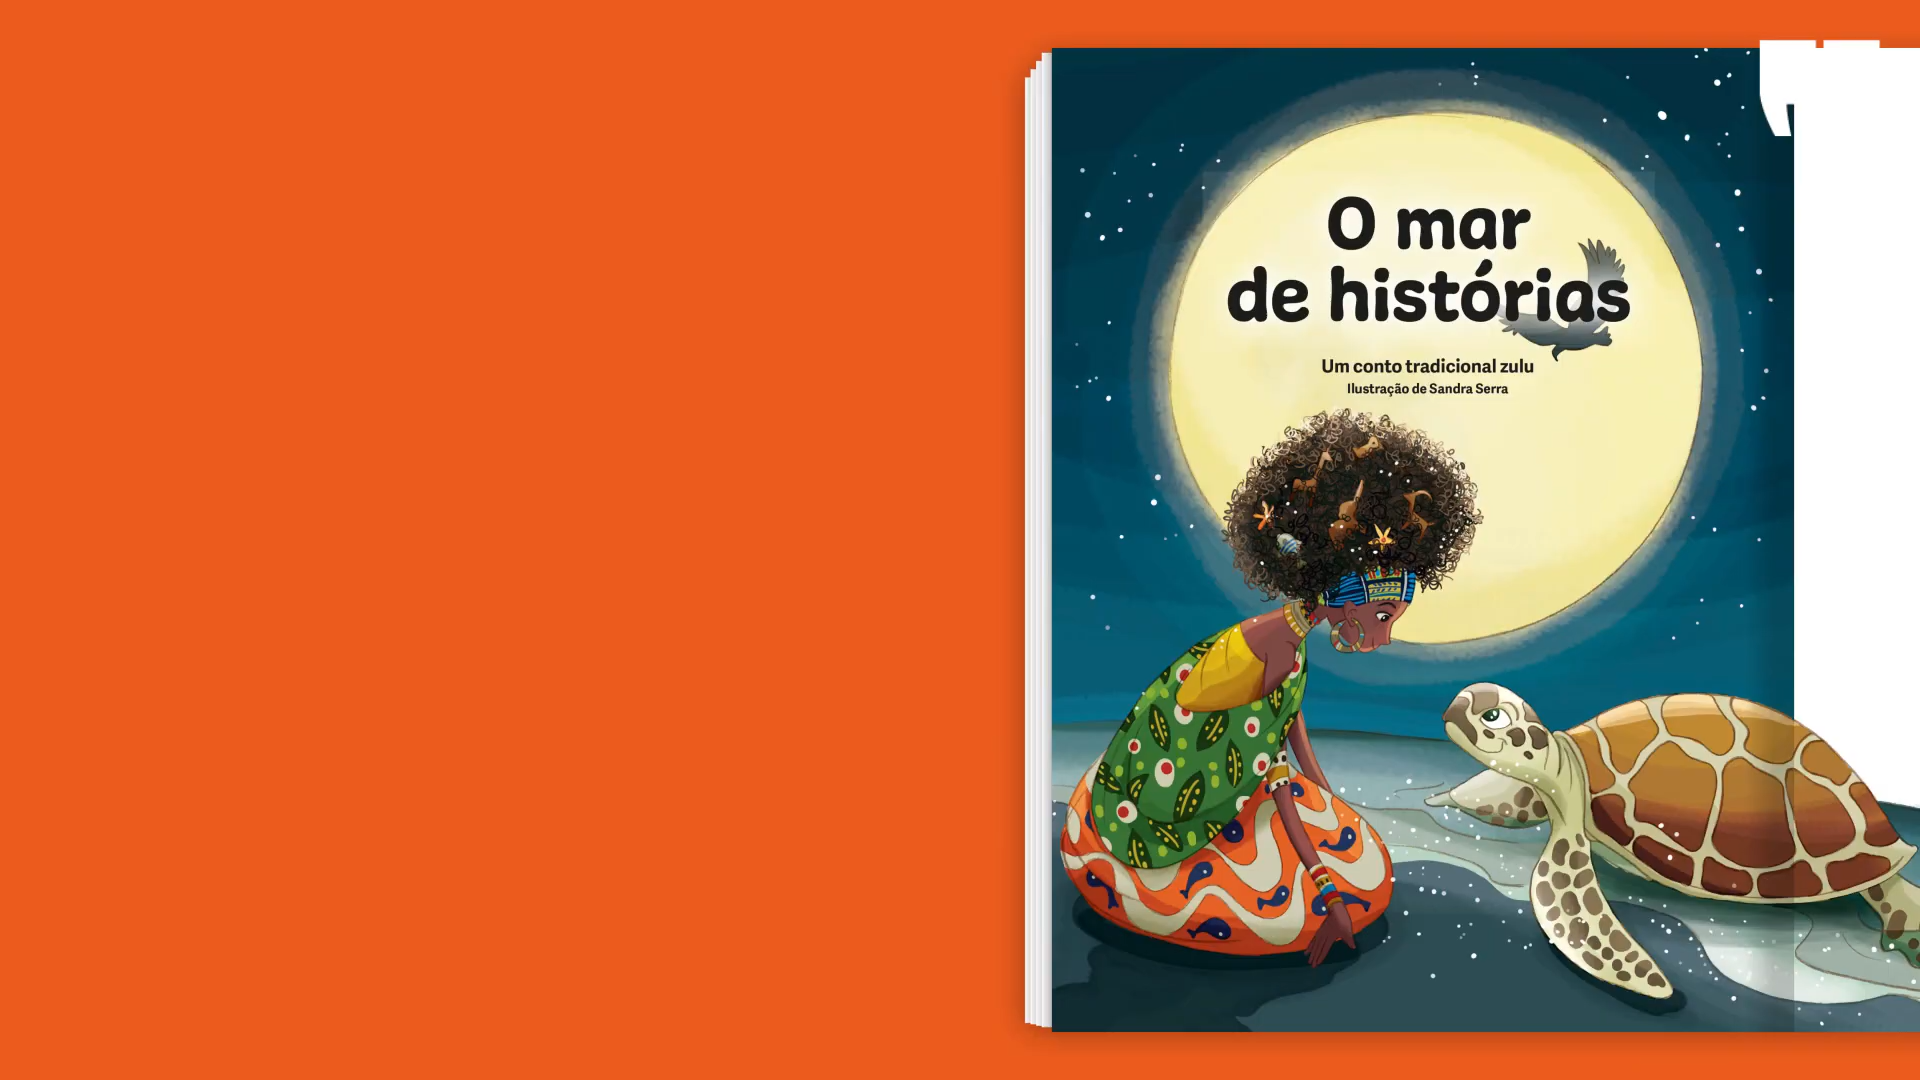 O mar
de histórias
Um conto tradicional zulu
Ilustração de Sandra Serra